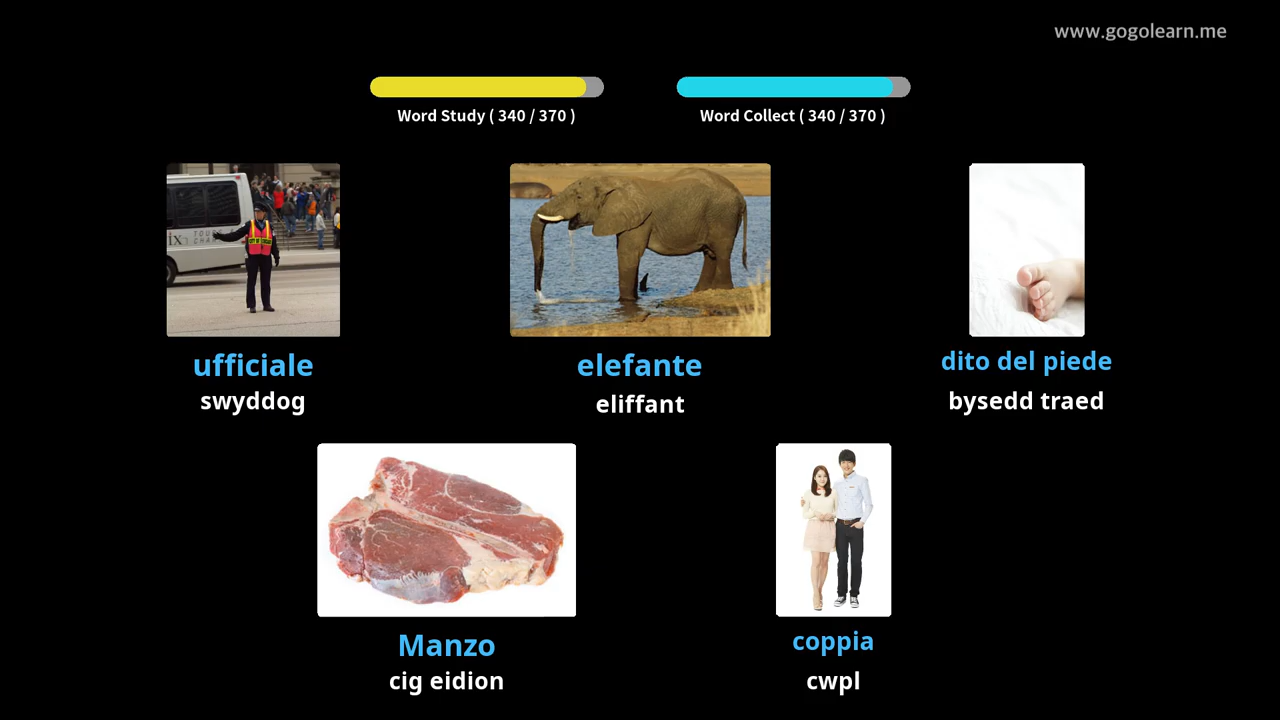 www.gogolearn.me
Word Study ( 340 / 370 )
Word Collect ( 340 / 370 )
ufficiale
swyddog
elefante
eliffant
dito del piede
bysedd traed
Manzo
cig eidion
coppia
cwpl